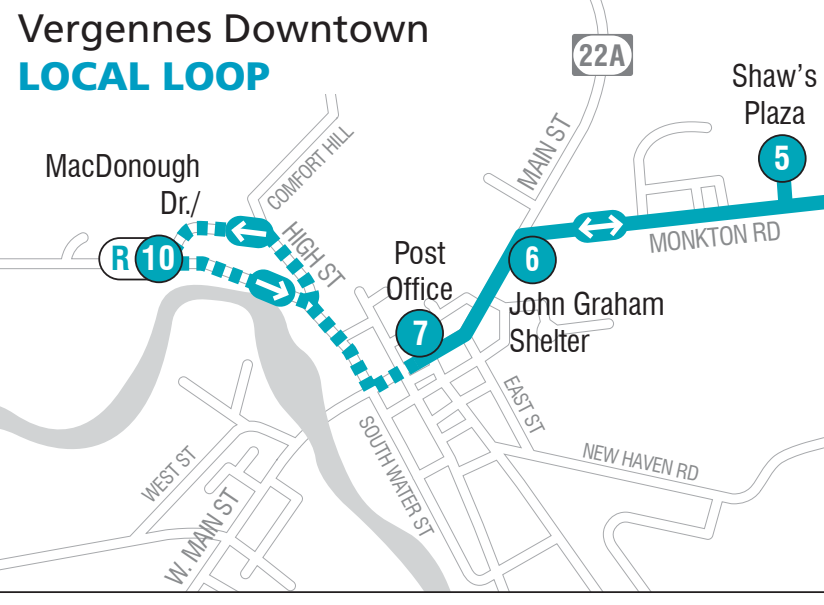 Vergennes Downtown
LOCAL LOOP
22A
Shaw's
Plaza
5
MAIN ST
COMFORT HILL
MacDonough
Dr./
R 10
HIGH ST
MONKTON RD
Post
Office
7
6
John Graham
Shelter
EAST ST
SOUTH WATER ST
NEW HAVEN RD
WEST ST
W. MAIN ST